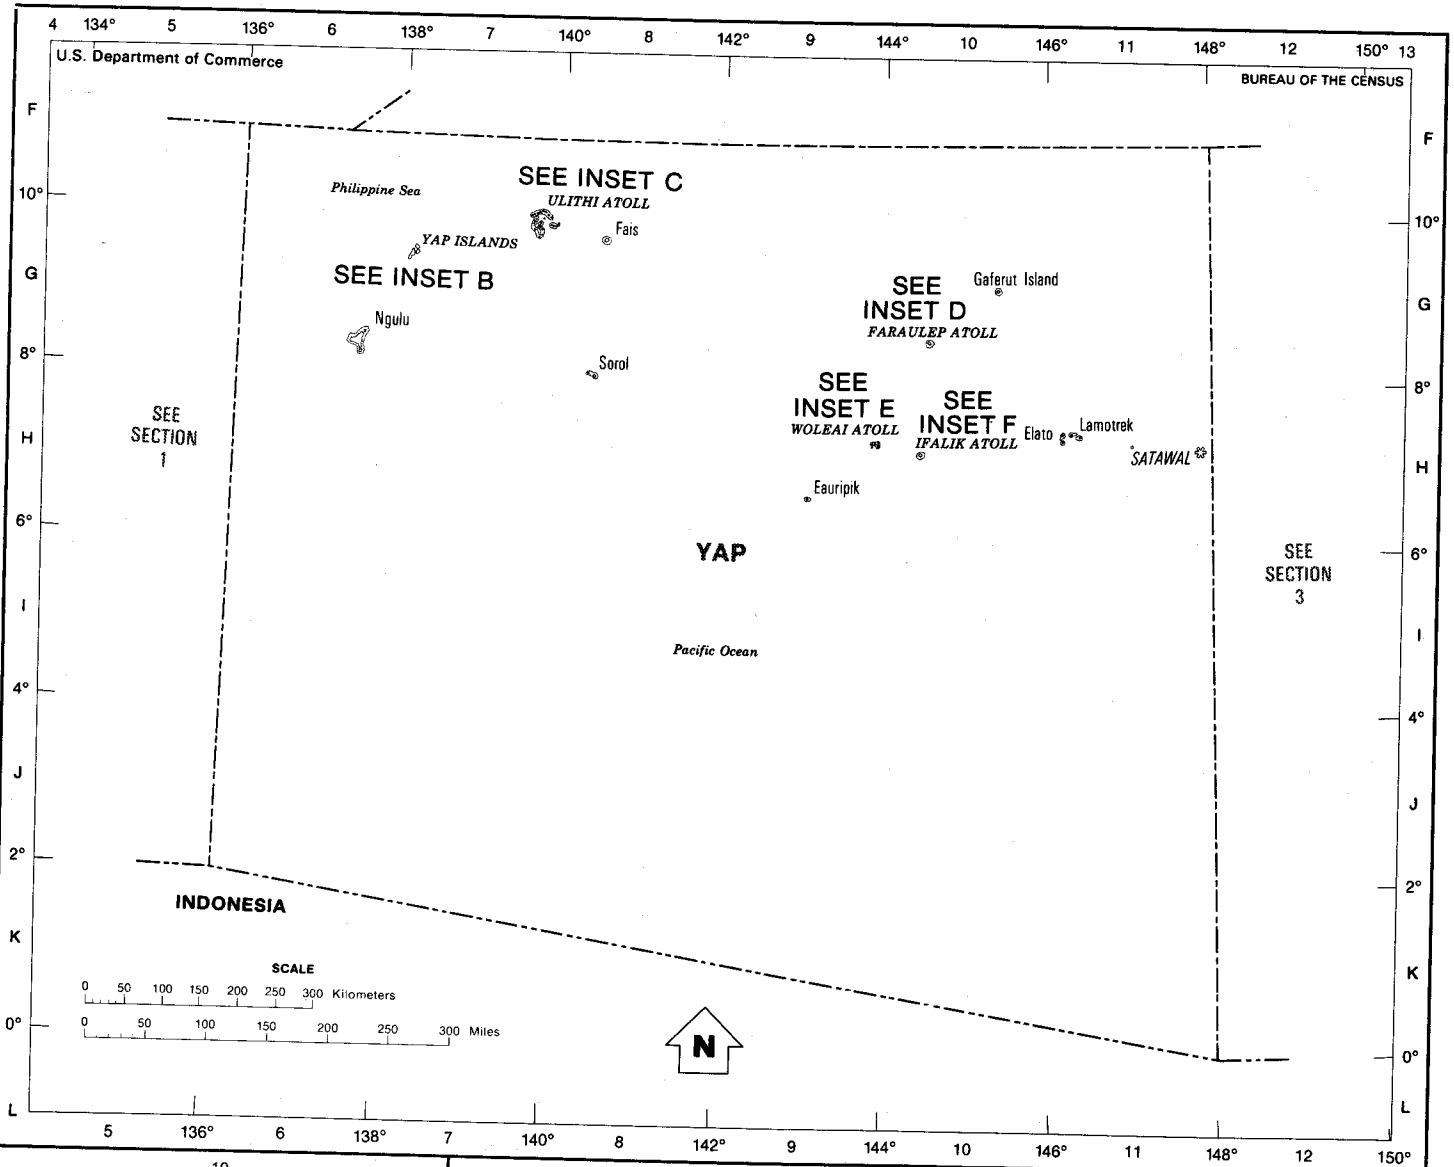 4 134° 5 136° 6 138° 7 140° 8 142° 9 144° 10 146° 11 148° 12 150° 13
U.S. Department of Commerce
BUREAU OF THE CENSUS
F
F
10°
Philippine Sea
SEE INSET C
ULITHI ATOLL
Fais
10°
YAP ISLANDS
G
SEE INSET B
SEE
INSET D
FARAULEP ATOLL
Gaferut Island
G
Ngulu
8°
Sorol
8°
SEE
SECTION
1
SEE
INSET E
WOLEAI ATOLL
SEE
INSET F
IFALIK ATOLL
Elato
Lamotrek
SATAWAL
H
H
Eauripik
6°
YAP
6°
SEE
SECTION
3
I
I
Pacific Ocean
4°
4°
J
J
2°
2°
INDONESIA
K
K
SCALE
0 50 100 150 200 250 300 Kilometers
0 50 100 150 200 250 300 Miles
0°
N
0°
L
L
5 136° 6 138° 7 140° 8 142° 9 144° 10 146° 11 148° 12 150°